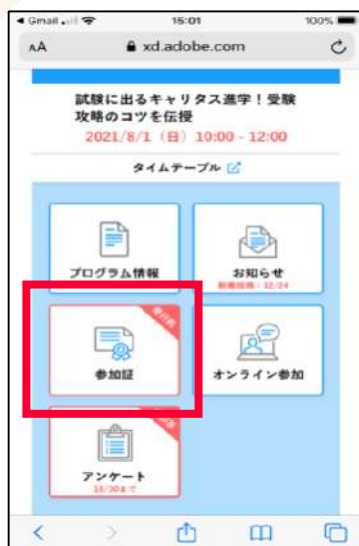 Gmail 15:01 100%
AA xd.adobe.com
試験に出るキャリタス進学！受験
攻略のコツを伝授
2021/8/1（日）10:00 - 12:00
タイムテーブル
プログラム情報
お知らせ
参加証
オンライン参加
アンケート